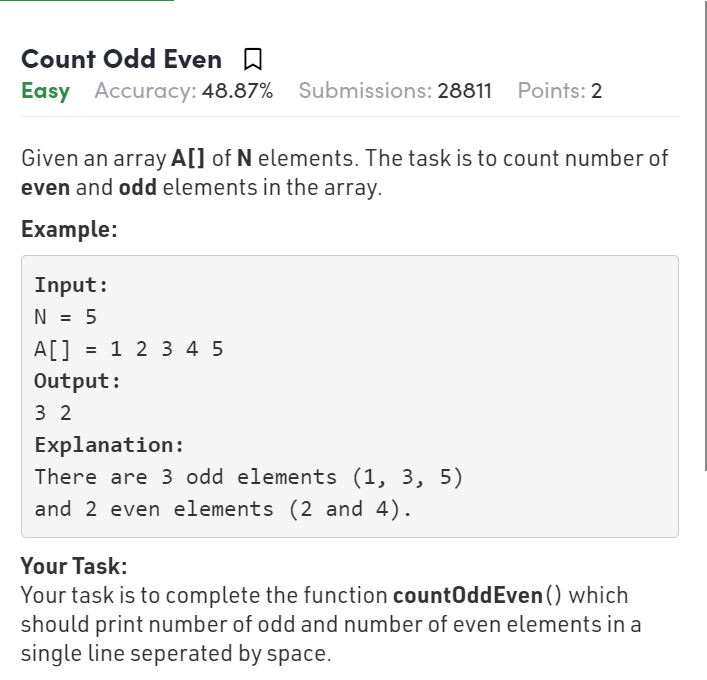 Count Odd Even
Easy Accuracy: 48.87% Submissions: 28811 Points: 2
Given an array A[] of N elements. The task is to count number of
even and odd elements in the array.
Example:
Input:
N = 5
A[] = 1 2 3 4 5
Output:
3 2
Explanation:
There are 3 odd elements (1, 3, 5)
and 2 even elements (2 and 4).
Your Task:
Your task is to complete the function countOddEven() which
should print number of odd and number of even elements in a
single line seperated by space.